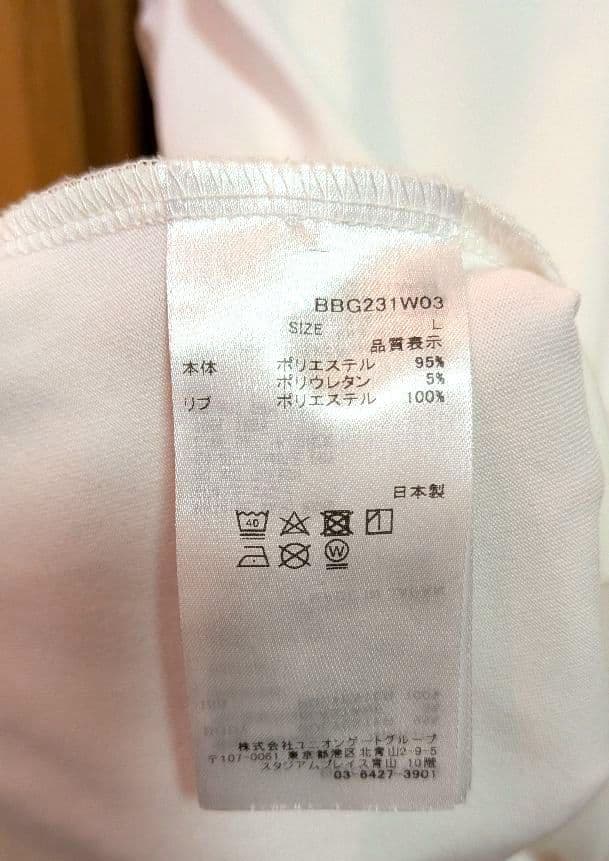 BBG231W03
SIZE L
品質表示
本体 ポリエステル 95%
ポリウレタン 5%
リブ ポリエステル 100%
日本製
40
W
株式会社ユニオンゲートグループ
〒107-0061 東京都港区北青山2-9-5
スタジアムプレイス青山 10階
03-6427-3901